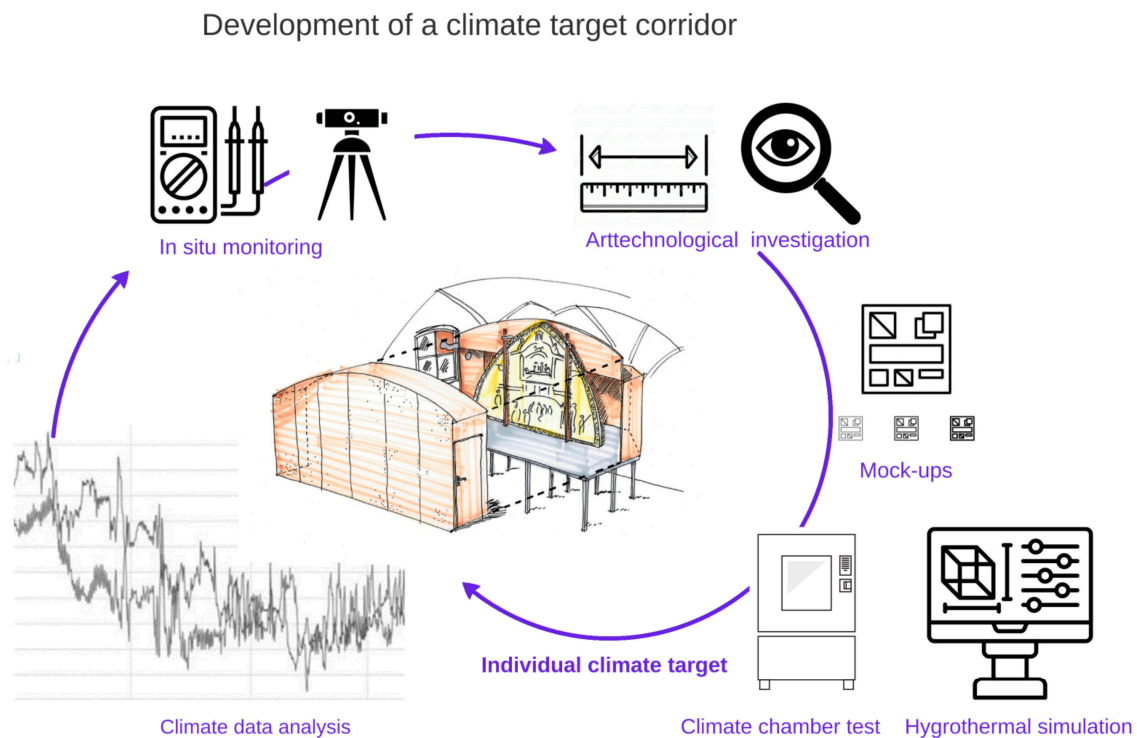 Development of a climate target corridor
In situ monitoring
Arttechnological investigation
Mock-ups
Individual climate target
Climate data analysis
Climate chamber test
Hygrothermal simulation